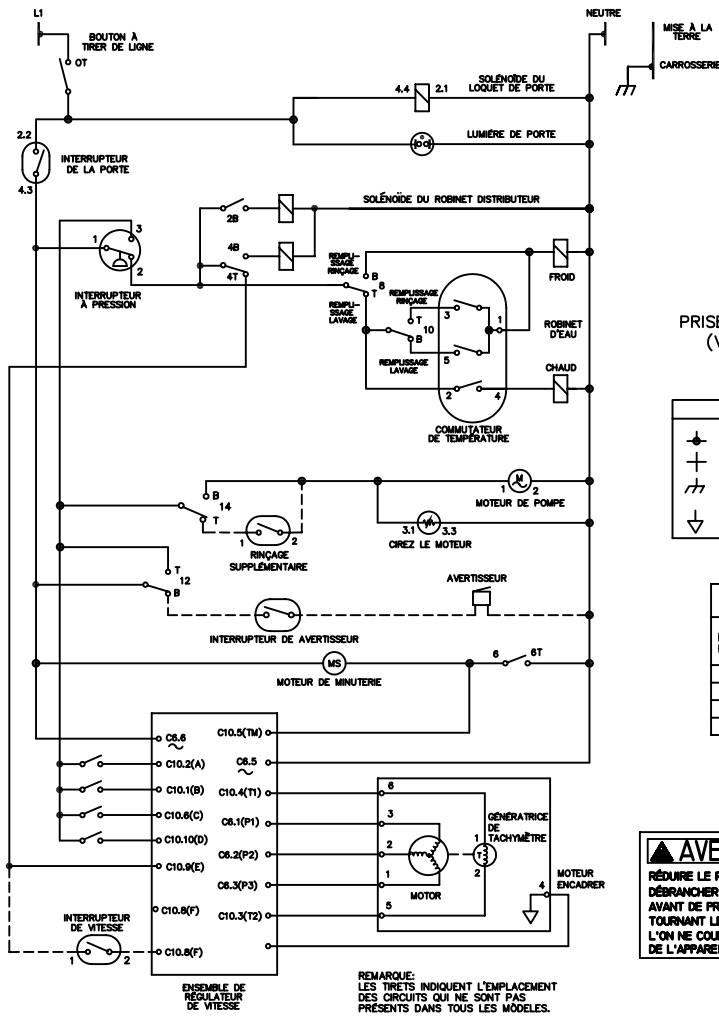 L1
BOUTON À
TIRER DE LIGNE
OT
NEUTRE
MISE À LA
TERRE
CARROSSERIE
SOLÉNOÏDE DU
LOQUET DE PORTE
4.4
2.1
LUMIÉRE DE PORTE
2.2
INTERRUPTEUR
DE LA PORTE
4.3
SOLÉNOÏDE DU ROBINET DISTRIBUTEUR
2B
4B
4T
3
1
2
INTERRUPTEUR
À PRESSION
REMPLI-
SSAGE
RINÇAGE
B
8
T
REMPLI-
SSAGE
LAVAGE
REMPLISSAGE
RINÇAGE
T
10
B
REMPLISSAGE
LAVAGE
3
1
5
2
4
FROID
ROBINET
D'EAU
CHAUD
COMMUTATEUR
DE TEMPÉRATURE
PRISE
(V
B
14
T
1
2
RINÇAGE
SUPPLÉMENTAIRE
M
1
2
MOTEUR DE POMPE
3.1
3.3
CIREZ LE MOTEUR
T
12
B
INTERRUPTEUR DE AVERTISSEUR
AVERTISSEUR
MS
MOTEUR DE MINUTERIE
6
6T
C6.6
C10.2(A)
C10.1(B)
C10.6(C)
C10.10(D)
C10.9(E)
C10.8(F)
C10.8(F)
C10.5(TM)
C6.5
C10.4(T1)
C6.1(P1)
C6.2(P2)
C6.3(P3)
C10.3(T2)
INTERRUPTEUR
DE VITESSE
1
2
ENSEMBLE DE
RÉGULATEUR
DE VITESSE
6
3
2
1
5
MOTOR
GÉNÉRATRICE
DE
TACHYMÈTRE
1
T
2
4
MOTEUR
ENCADRER
REMARQUE:
LES TIRETS INDIQUENT L'EMPLACEMENT
DES CIRCUITS QUI NE SONT PAS
PRÉSENTS DANS TOUS LES MÒDELES.
AVE
RÉDUIRE LE
DÉBRANCHER
AVANT DE PR
TOURNANT LE
L'ON NE COU
DE L'APPAREI